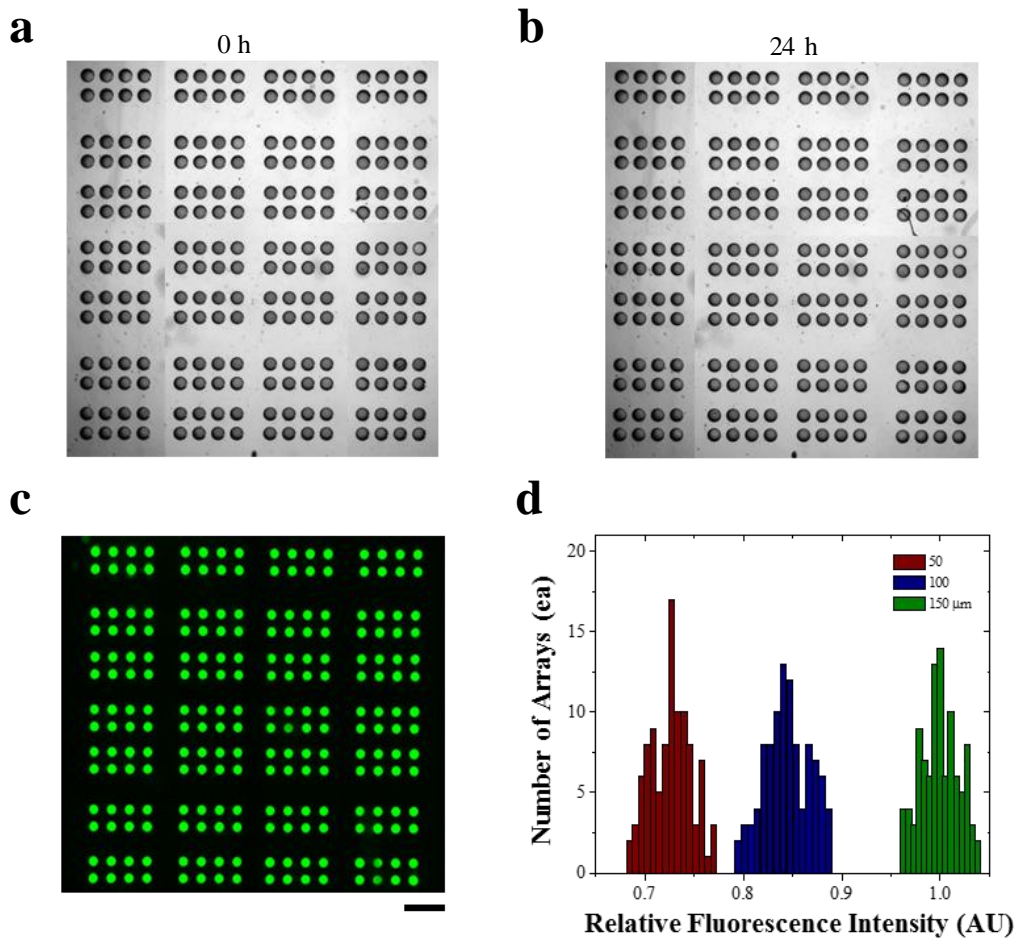 a
0 h
b
24 h
c
d
20
15
10
5
0
Number of Arrays (ea)
50
100
150 μm
0.7 0.8 0.9 1.0
Relative Fluorescence Intensity (AU)